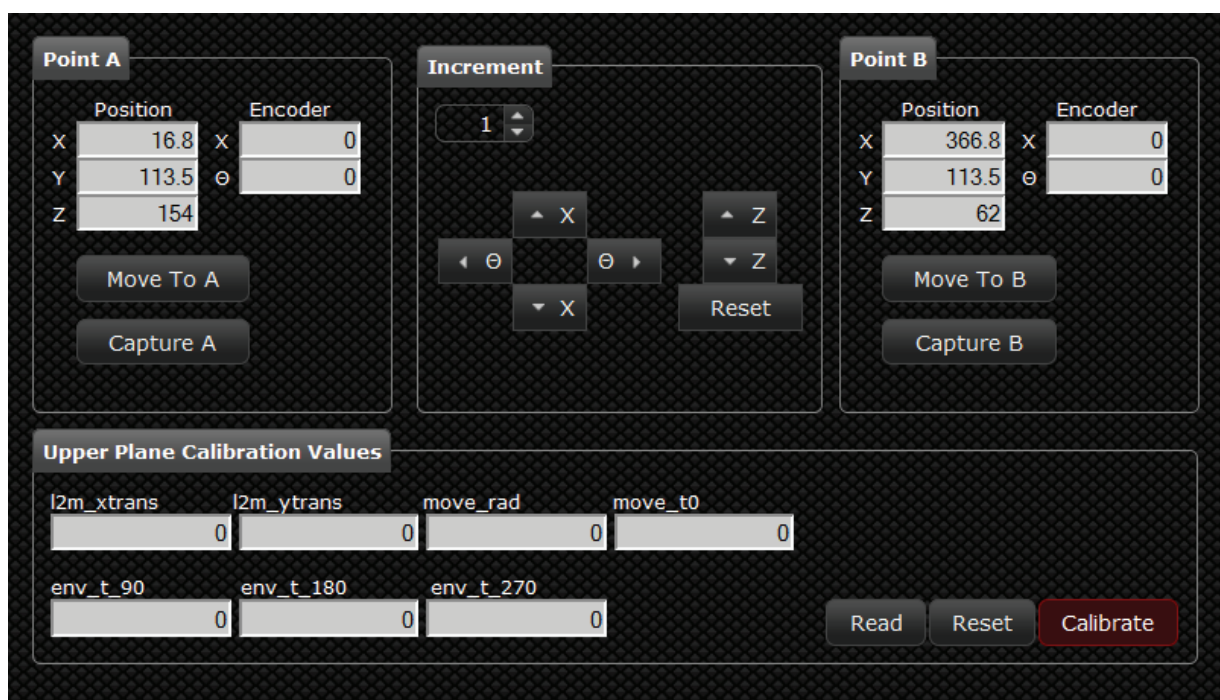 Point A
Position Encoder
X 16.8 X 0
Y 113.5 Θ 0
Z 154
Move To A
Capture A
Increment
1
X Z
Θ Θ Z
X Reset
Point B
Position Encoder
X 366.8 X 0
Y 113.5 Θ 0
Z 62
Move To B
Capture B
Upper Plane Calibration Values
l2m_xtrans l2m_ytrans move_rad move_t0
0 0 0 0
env_t_90 env_t_180 env_t_270
0 0 0
Read Reset Calibrate